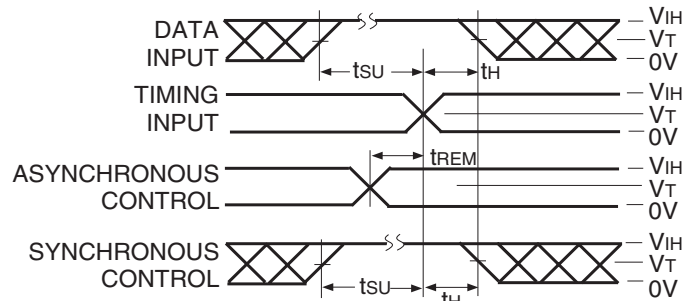 DATA INPUT
VIH
VT
0V
tSU
tH
TIMING INPUT
VIH
VT
0V
tREM
ASYNCHRONOUS CONTROL
VIH
VT
0V
SYNCHRONOUS CONTROL
VIH
VT
0V
tSU
tH